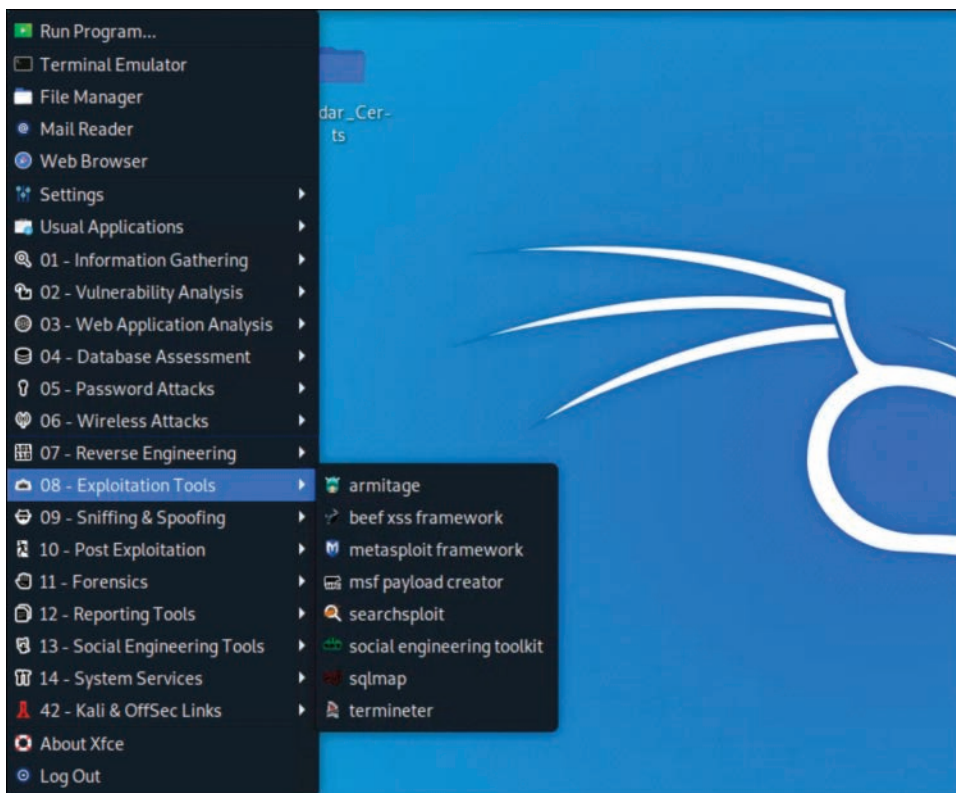 Run Program...
Terminal Emulator
File Manager
Mail Reader
Web Browser
Settings
Usual Applications
01 - Information Gathering
02 - Vulnerability Analysis
03 - Web Application Analysis
04 - Database Assessment
05 - Password Attacks
06 - Wireless Attacks
07 - Reverse Engineering
08 - Exploitation Tools
09 - Sniffing & Spoofing
10 - Post Exploitation
11 - Forensics
12 - Reporting Tools
13 - Social Engineering Tools
14 - System Services
42 - Kali & OffSec Links
About Xfce
Log Out
armitage
beef xss framework
metasploit framework
msf payload creator
searchsploit
social engineering toolkit
sqlmap
termineter
dar_Cer-
ts